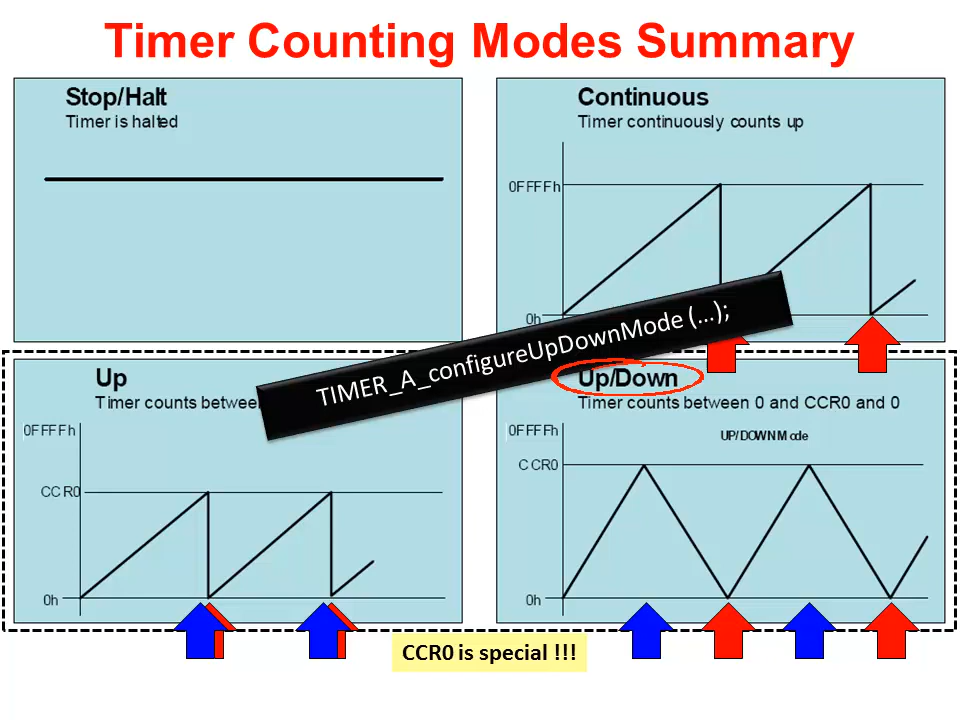 Timer Counting Modes Summary
Stop/Halt
Timer is halted
Continuous
Timer continuously counts up
0FFFFh
0h
TIMER_A_configureUpDownMode (…);
Up
Timer counts between
0FFFFh
CCR0
0h
Up/Down
Timer counts between 0 and CCR0 and 0
UP/DOWN Mode
0FFFFh
CCR0
0h
CCR0 is special !!!